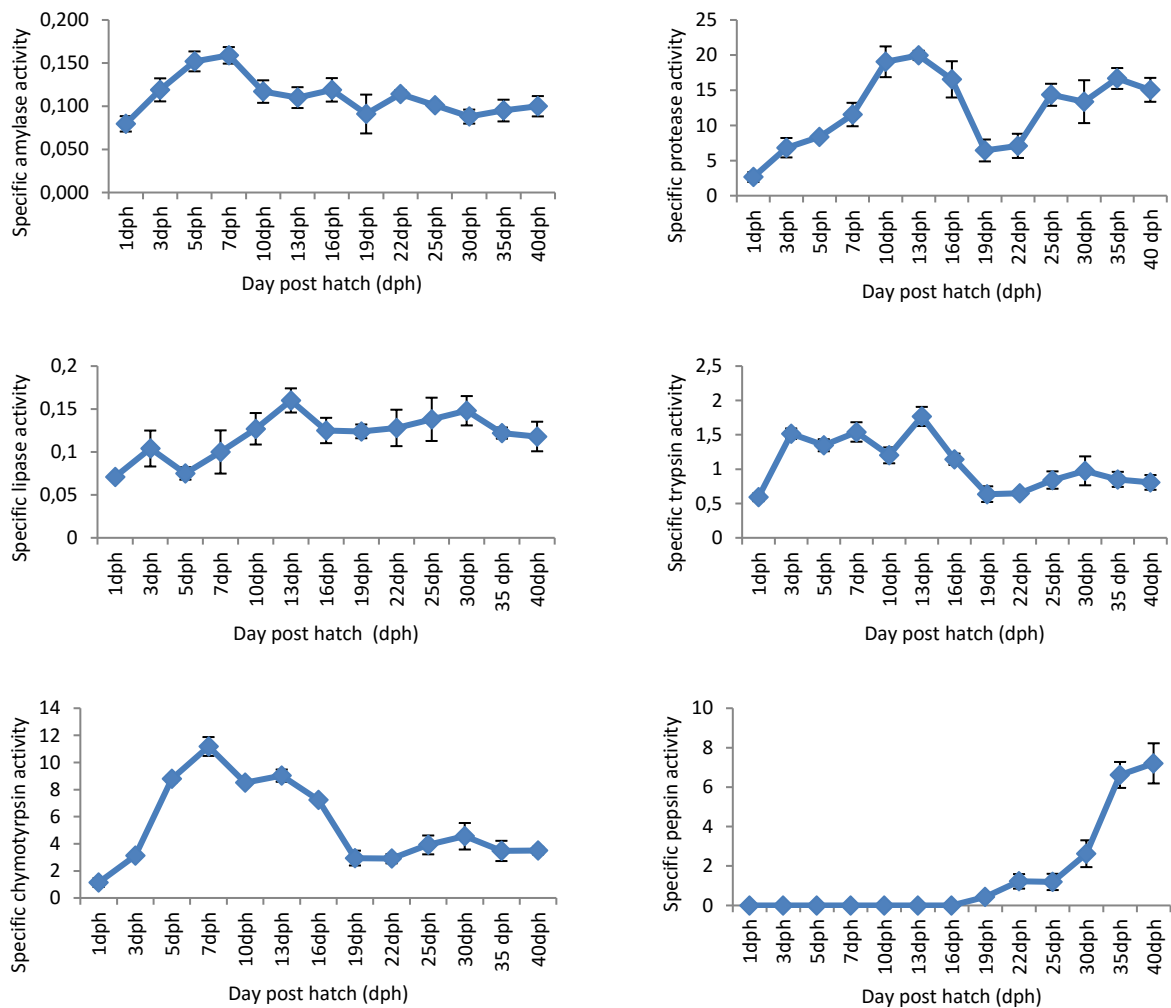 Specific amylase activity
0,200
0,150
0,100
0,050
0,000
1dph 3dph 5dph 7dph 10dph 13dph 16dph 19dph 22dph 25dph 30dph 35dph 40dph
Day post hatch (dph)
Specific protease activity
25
20
15
10
5
0
1dph 3dph 5dph 7dph 10dph 13dph 16dph 19dph 22dph 25dph 30dph 35dph 40 dph
Day post hatch (dph)
Specific lipase activity
0,2
0,15
0,1
0,05
0
1dph 3dph 5dph 7dph 10dph 13dph 16dph 19dph 22dph 25dph 30dph 35 dph 40dph
Day post hatch (dph)
Specific trypsin activity
2,5
2
1,5
1
0,5
0
1dph 3dph 5dph 7dph 10dph 13dph 16dph 19dph 22dph 25dph 30dph 35 dph 40dph
Day post hatch (dph)
Specific chymotyrpsin activity
14
12
10
8
6
4
2
0
1dph 3dph 5dph 7dph 10dph 13dph 16dph 19dph 22dph 25dph 30dph 35 dph 40dph
Day post hatch (dph)
Specific pepsin activity
10
8
6
4
2
0
1dph 3dph 5dph 7dph 10dph 13dph 16dph 19dph 22dph 25dph 30dph 35dph 40dph
Day post hatch (dph)